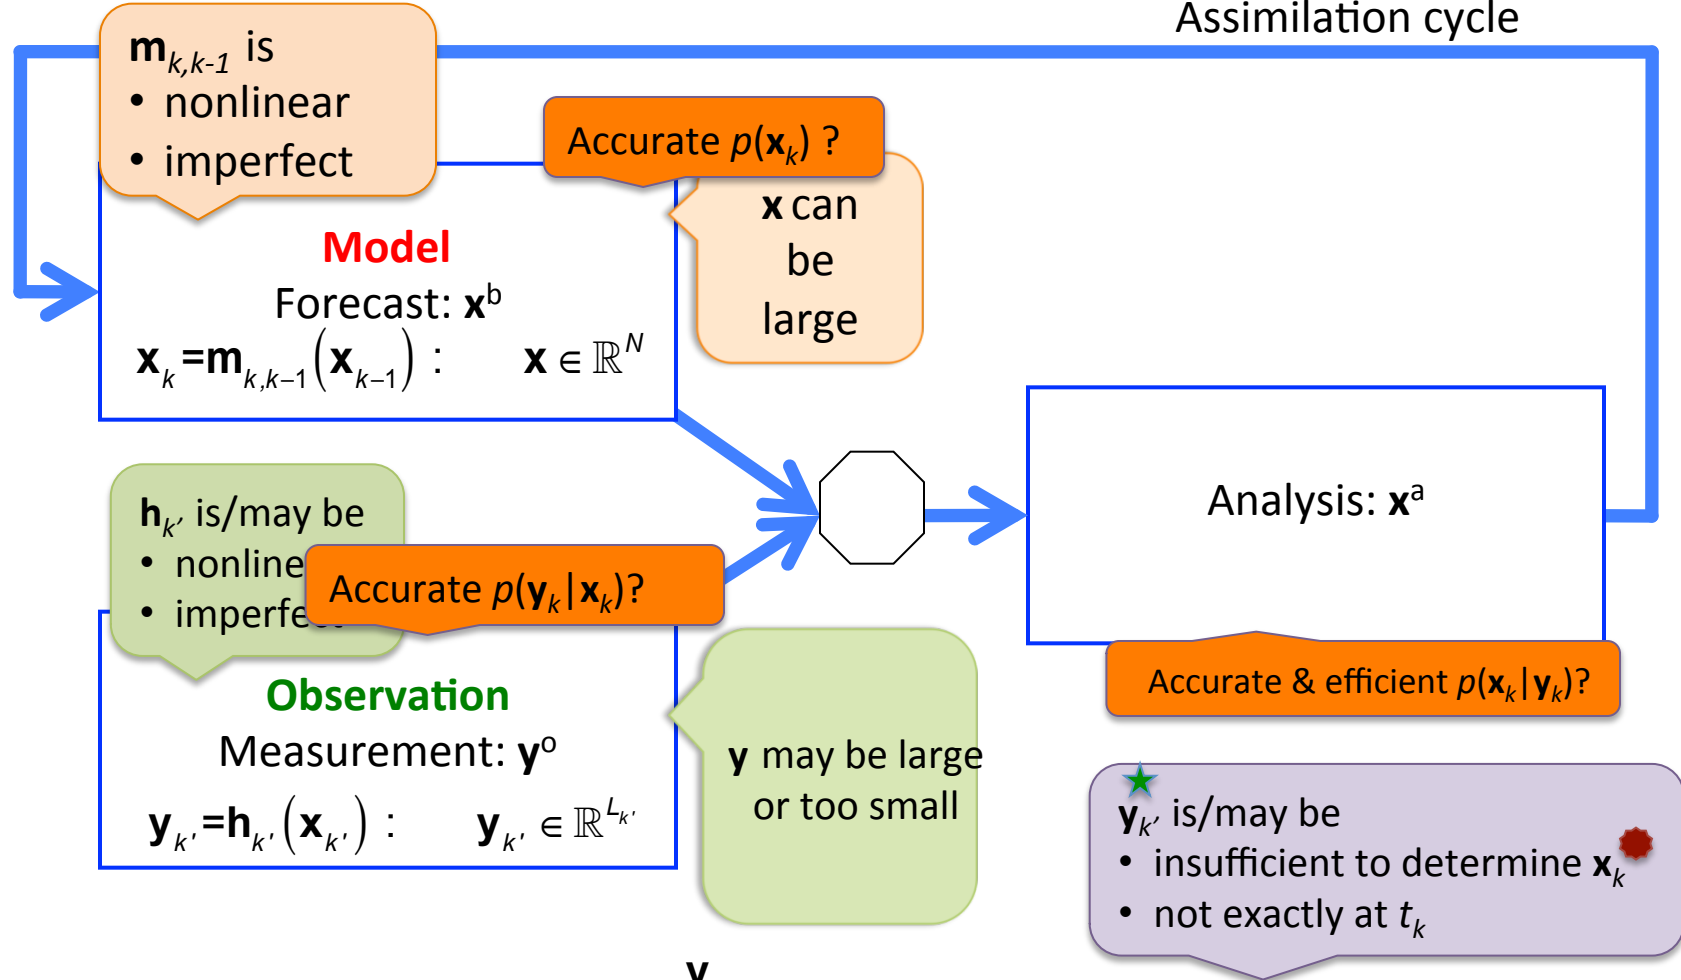 Assimilation cycle
m_{k,k-1} is
• nonlinear
• imperfect
Accurate p(x_k) ?
x can
be
large
Model
Forecast: x^b
x_k=m_{k,k−1}(x_{k−1}) :   x ∈ ℝ^N
h_{k′} is/may be
• nonline
• imperfect
Accurate p(y_k|x_k)?
Analysis: x^a
Observation
Measurement: y^o
y_{k'}=h_{k'}(x_{k'}) :   y_{k'} ∈ ℝ^{L_{k'}}
y may be large
or too small
Accurate & efficient p(x_k|y_k)?
y_{k′} is/may be
• insufficient to determine x_k
• not exactly at t_k
y